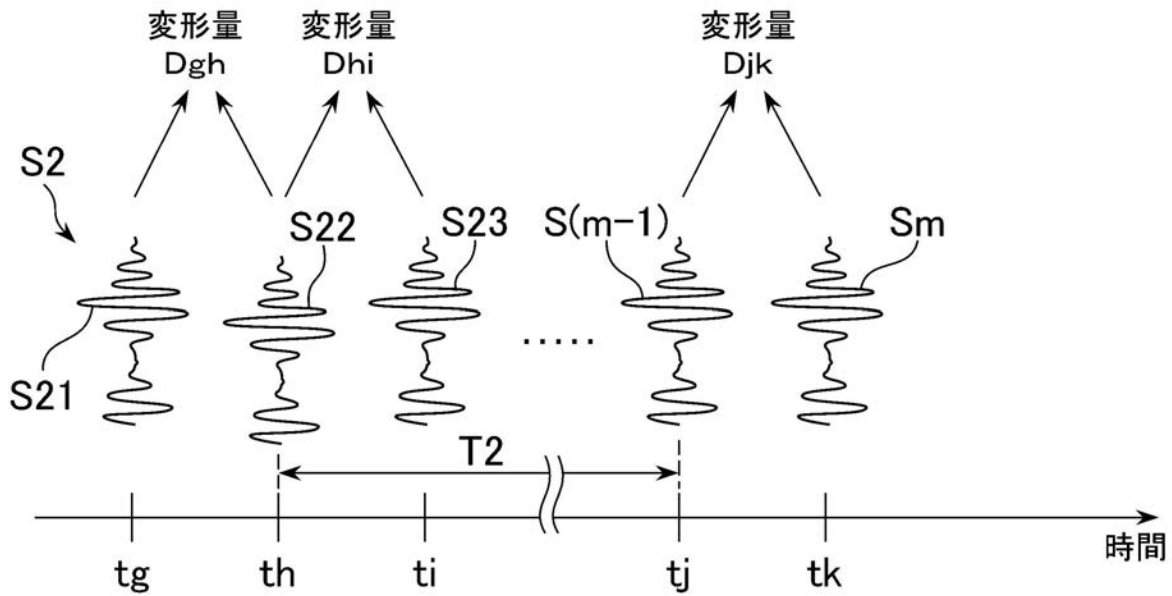 変形量
Dgh
変形量
Dhi
変形量
Djk
S2
S22
S23
S(m-1)
Sm
S21
.....
T2
時間
tg
th
ti
tj
tk